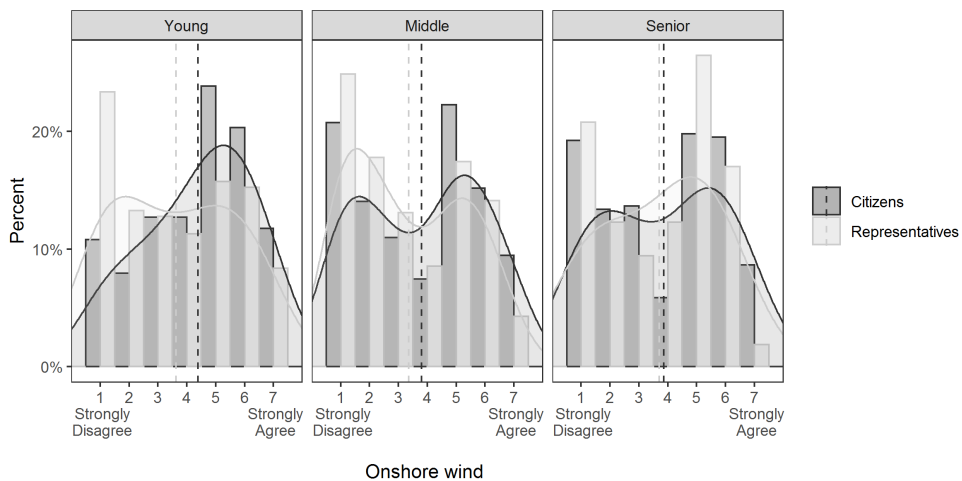 Young Middle Senior
20%
10%
0%
Percent
1 2 3 4 5 6 7 1 2 3 4 5 6 7 1 2 3 4 5 6 7
Strongly Strongly Strongly Strongly Strongly Strongly
Disagree Agree Disagree Agree Disagree Agree
Onshore wind
Citizens
Representatives